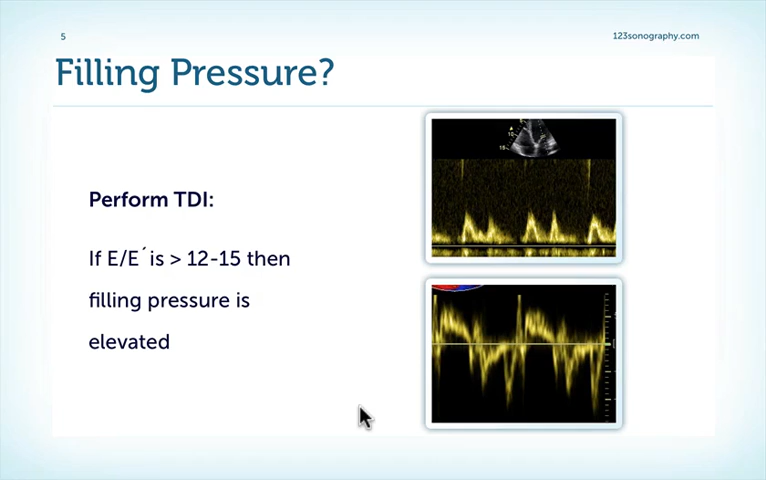 5
123sonography.com
Filling Pressure?
Perform TDI:
If E/E´is > 12-15 then
filling pressure is
elevated